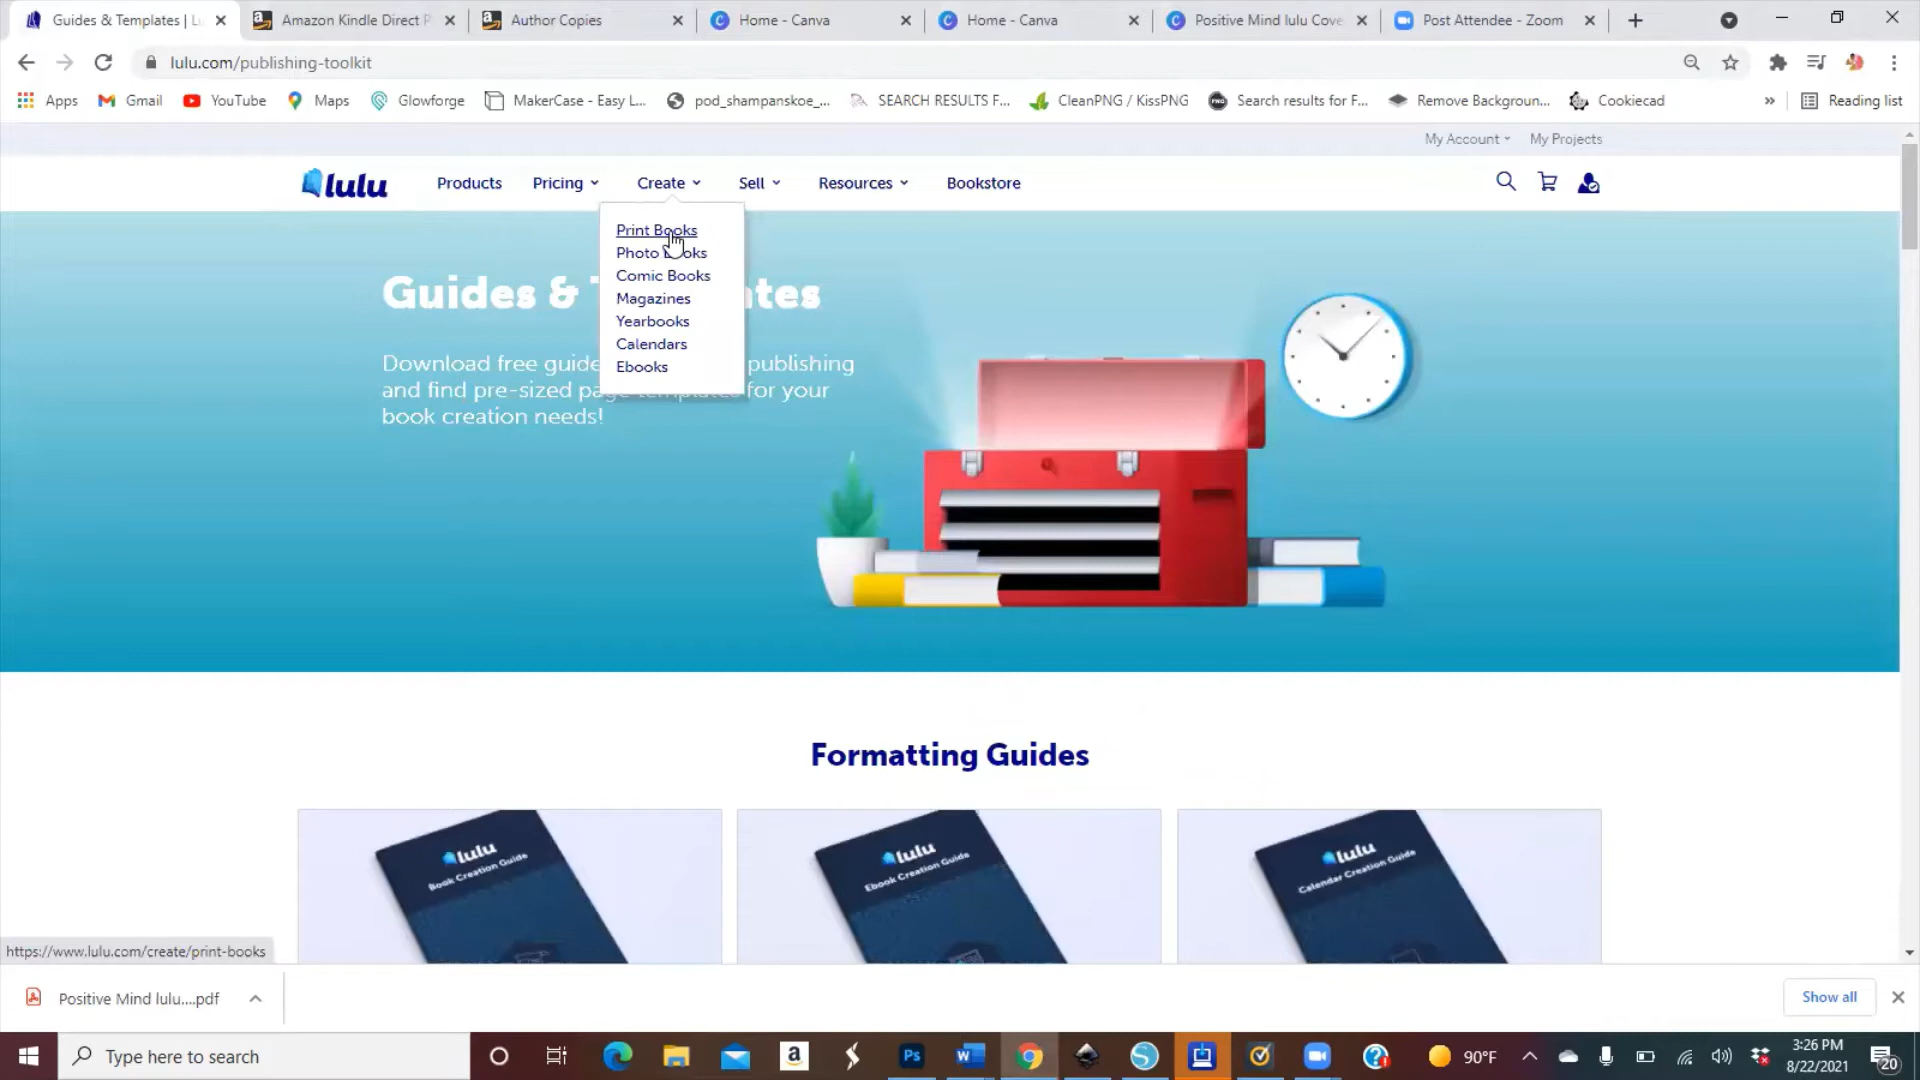 Guides & Templates | Lu
Amazon Kindle Direct P
Author Copies
Home - Canva
Home - Canva
Positive Mind lulu Cove
Post Attendee - Zoom
lulu.com/publishing-toolkit
Apps
Gmail
YouTube
Maps
Glowforge
MakerCase - Easy L...
pod_shampanskoe_...
SEARCH RESULTS F...
CleanPNG / KissPNG
Search results for F...
Remove Backgroun...
Cookiecad
Reading list
My Account
My Projects
lulu
Products
Pricing
Create
Sell
Resources
Bookstore
Print Books
Photo Books
Comic Books
Magazines
Yearbooks
Calendars
Ebooks
Guides & T ates
Download free guide publishing
and find pre-sized page templates for your
book creation needs!
Formatting Guides
lulu
Book Creation Guide
lulu
Ebook Creation Guide
lulu
Calendar Creation Guide
https://www.lulu.com/create/print-books
Positive Mind lulu....pdf
Show all
Type here to search
90°F
3:26 PM
8/22/2021
20